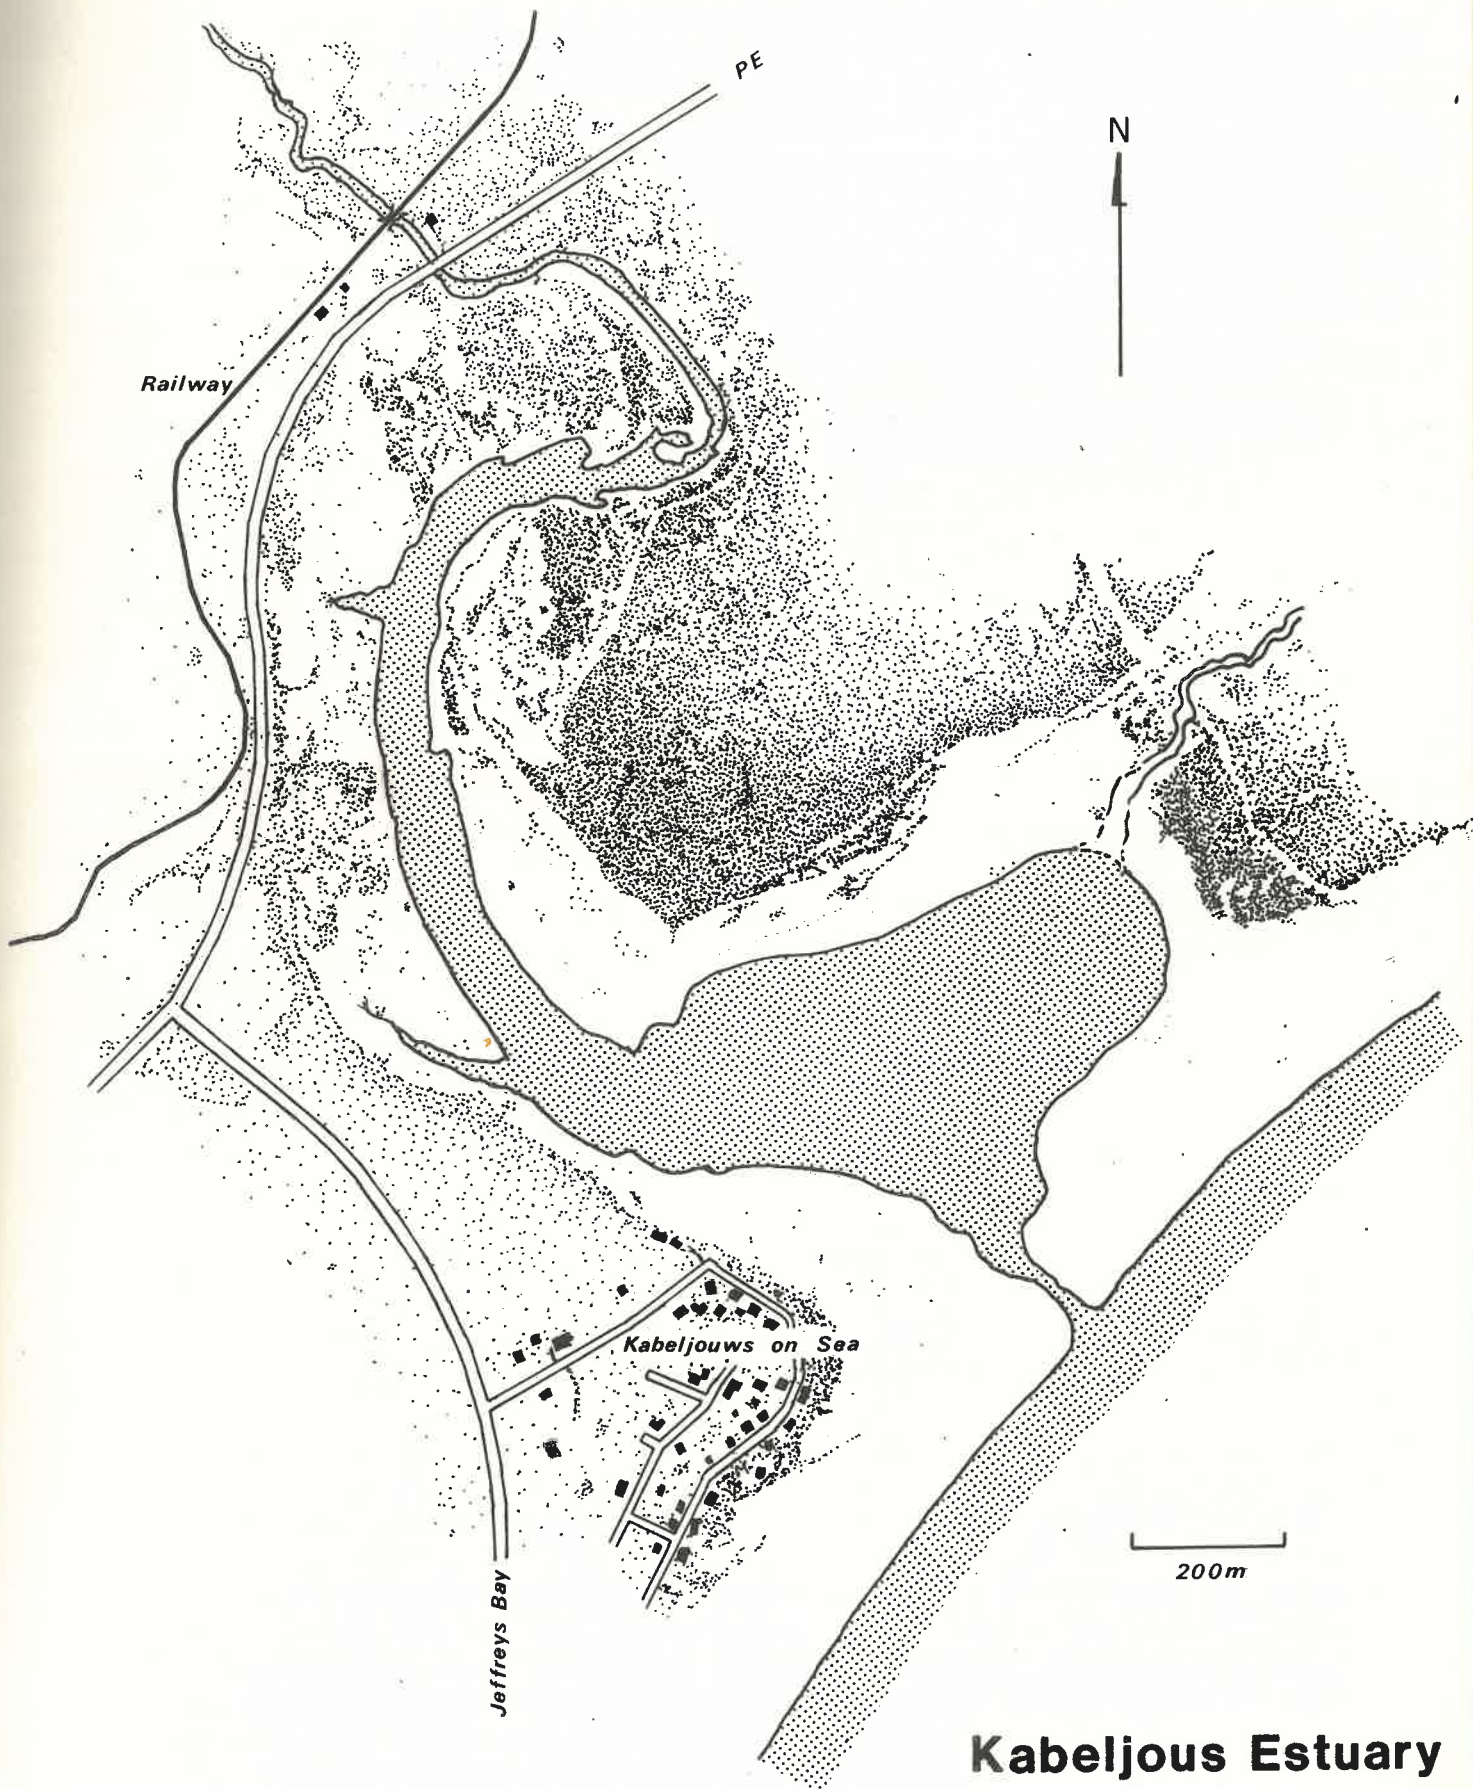 PE
N
Railway
Kabeljouws on Sea
200m
Jeffreys Bay
Kabeljous Estuary